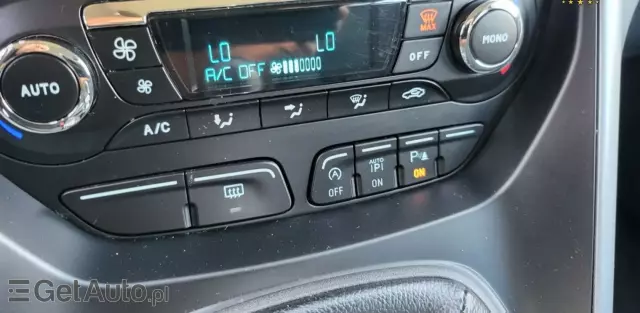 LO LO
A/C OFF
AUTO
MAX
OFF
MONO
A/C
A OFF
AUTO P ON
P ON
GetAuto.pl